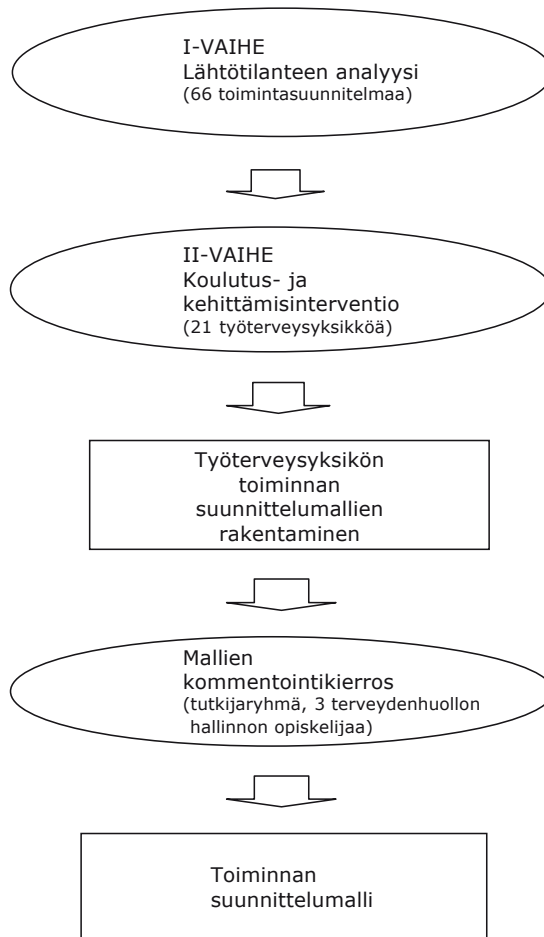 I-VAIHE
Lähtötilanteen analyysi
(66 toimintasuunnitelmaa)
II-VAIHE
Koulutus- ja
kehittämisinterventio
(21 työterveysyksikköä)
Työterveysyksikön
toiminnan
suunnittelumallien
rakentaminen
Mallien
kommentointikierros
(tutkijaryhmä, 3 terveydenhuollon
hallinnon opiskelijaa)
Toiminnan
suunnittelumalli